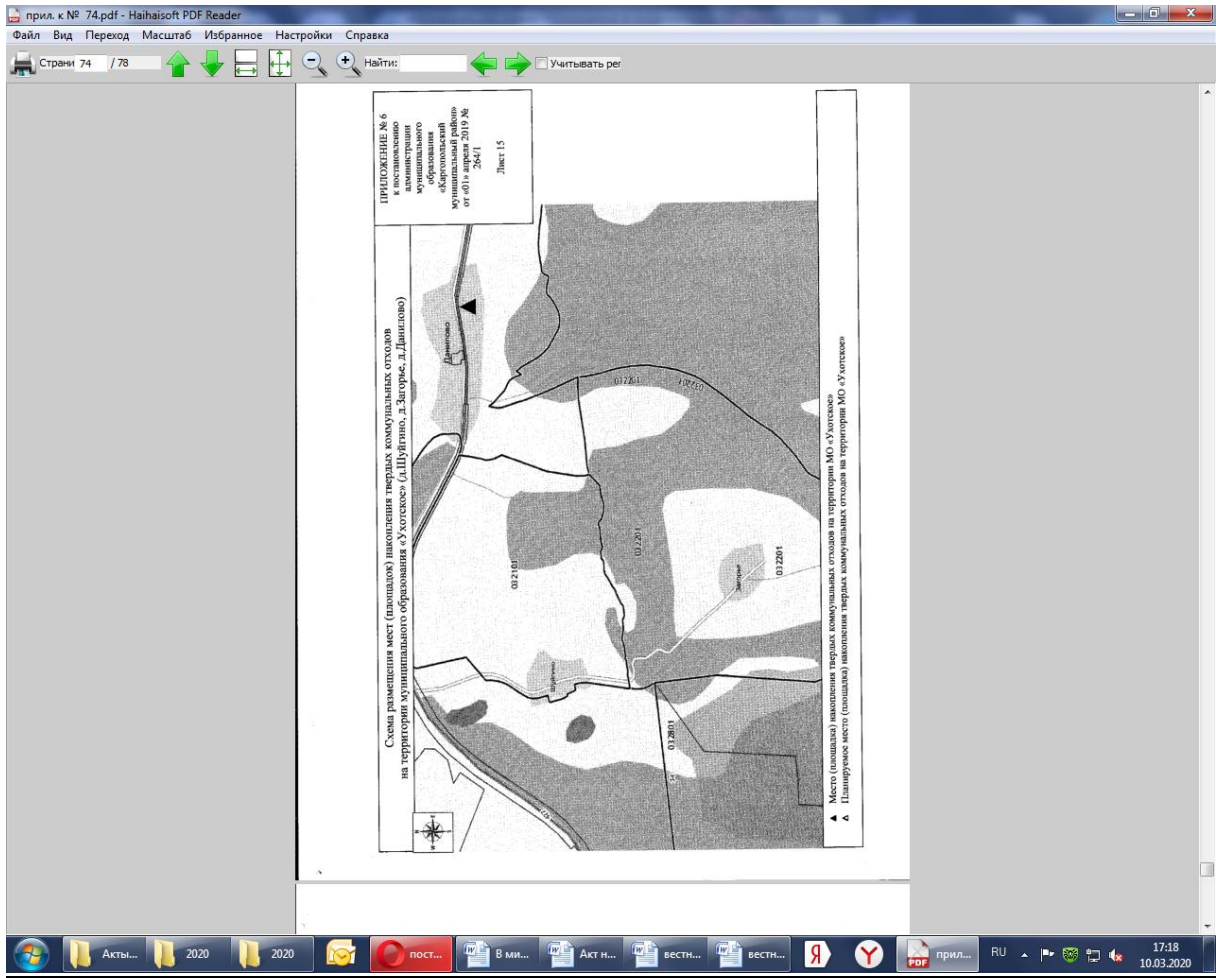 прил. к № 74.pdf - Haihaisoft PDF Reader
Файл Вид Переход Масштаб Избранное Настройки Справка
Страни 74 / 78 Найти: Учитывать рег
ПРИЛОЖЕНИЕ № 6
к постановлению
администрации
муниципального
образования
«Каргопольский
муниципальный район»
от «01» апреля 2019 №
264/1
Лист 15
Схема размещения мест (площадок) накопления твердых коммунальных отходов
на территории муниципального образования «Ухотское» (д.Шуйгино, д.Загорье, д.Данилово)
Данилово
032201
032201
032101
032201
Загорье
032201
Шуйгино
032801
▲ Место (площадка) накопления твердых коммунальных отходов на территории МО «Ухотское»
△ Планируемое место (площадка) накопления твердых коммунальных отходов на территории МО «Ухотское»
Акты... 2020 2020 пост... В ми... Акт н... вестн... вестн... Я Y прил... RU 17:18
10.03.2020